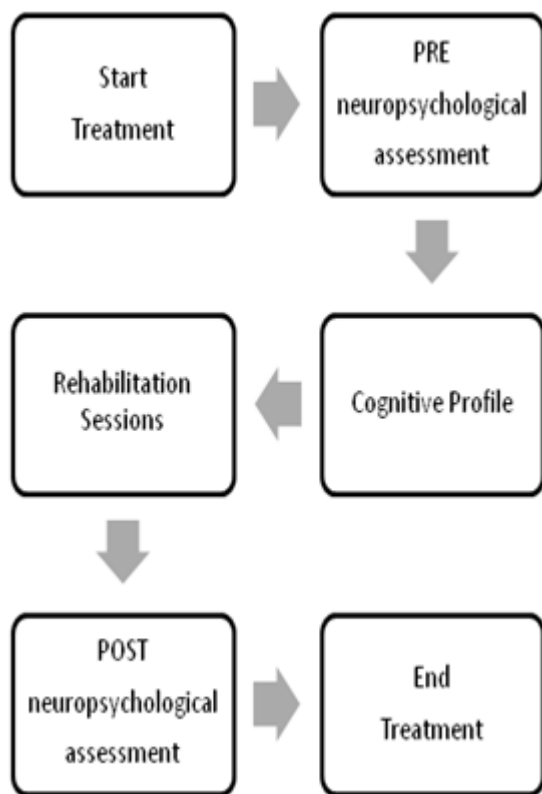 Start
Treatment
PRE
neuropsychological
assessment
Cognitive Profile
Rehabilitation
Sessions
POST
neuropsychological
assessment
End
Treatment